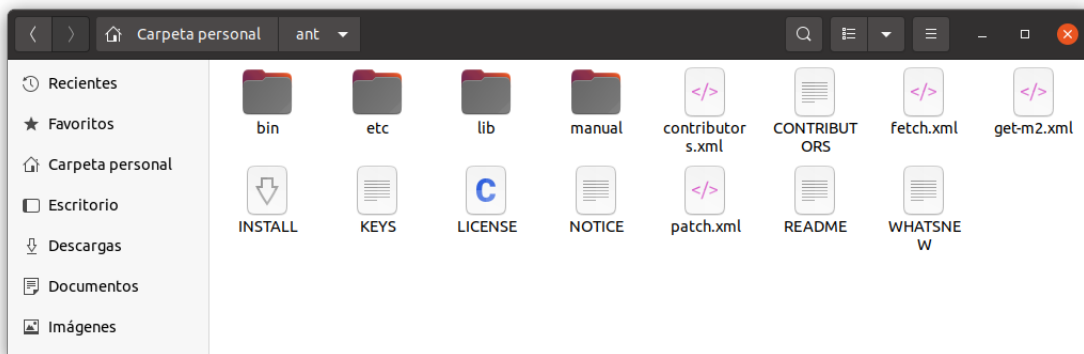 Carpeta personal ant
Recientes
Favoritos
Carpeta personal
Escritorio
Descargas
Documentos
Imágenes
bin
etc
lib
manual
contributor
s.xml
CONTRIBUT
ORS
fetch.xml
get-m2.xml
INSTALL
KEYS
C
LICENSE
NOTICE
patch.xml
README
WHATSNE
W